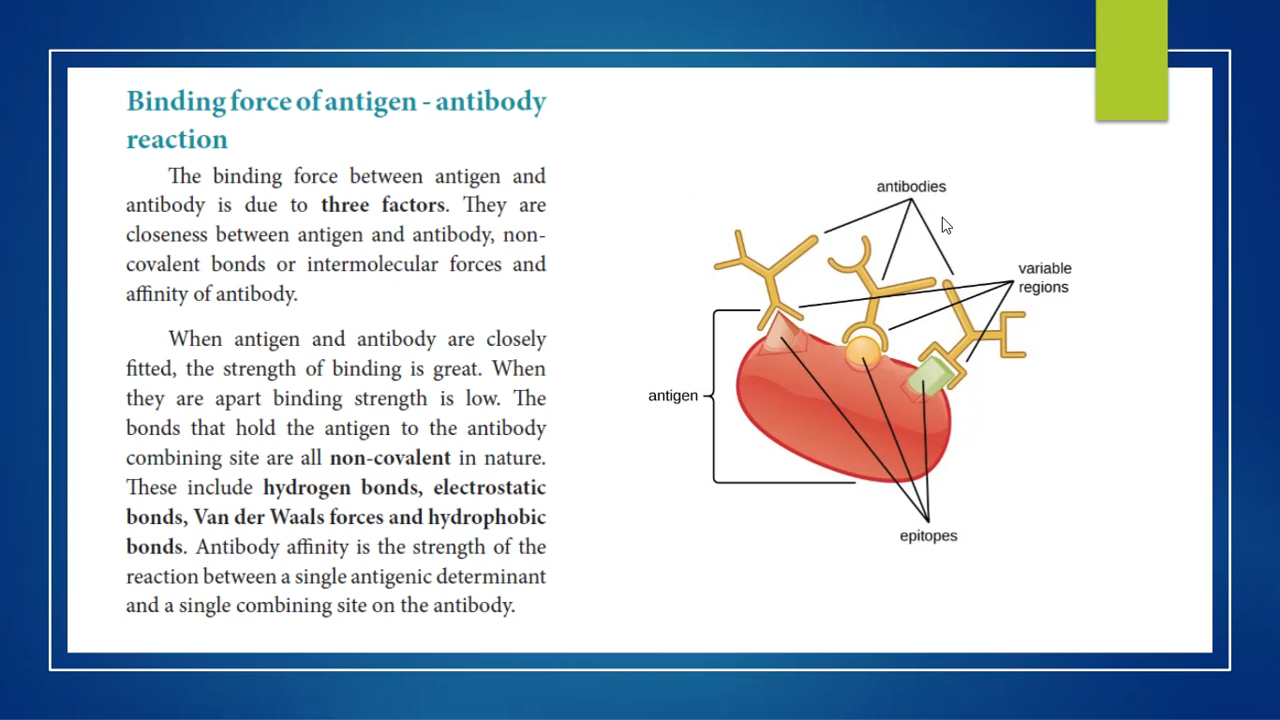 Binding force of antigen - antibody
reaction
The binding force between antigen and
antibody is due to three factors. They are
closeness between antigen and antibody, non-
covalent bonds or intermolecular forces and
affinity of antibody.
When antigen and antibody are closely
fitted, the strength of binding is great. When
they are apart binding strength is low. The
bonds that hold the antigen to the antibody
combining site are all non-covalent in nature.
These include hydrogen bonds, electrostatic
bonds, Van der Waals forces and hydrophobic
bonds. Antibody affinity is the strength of the
reaction between a single antigenic determinant
and a single combining site on the antibody.
antibodies
variable
regions
antigen
epitopes